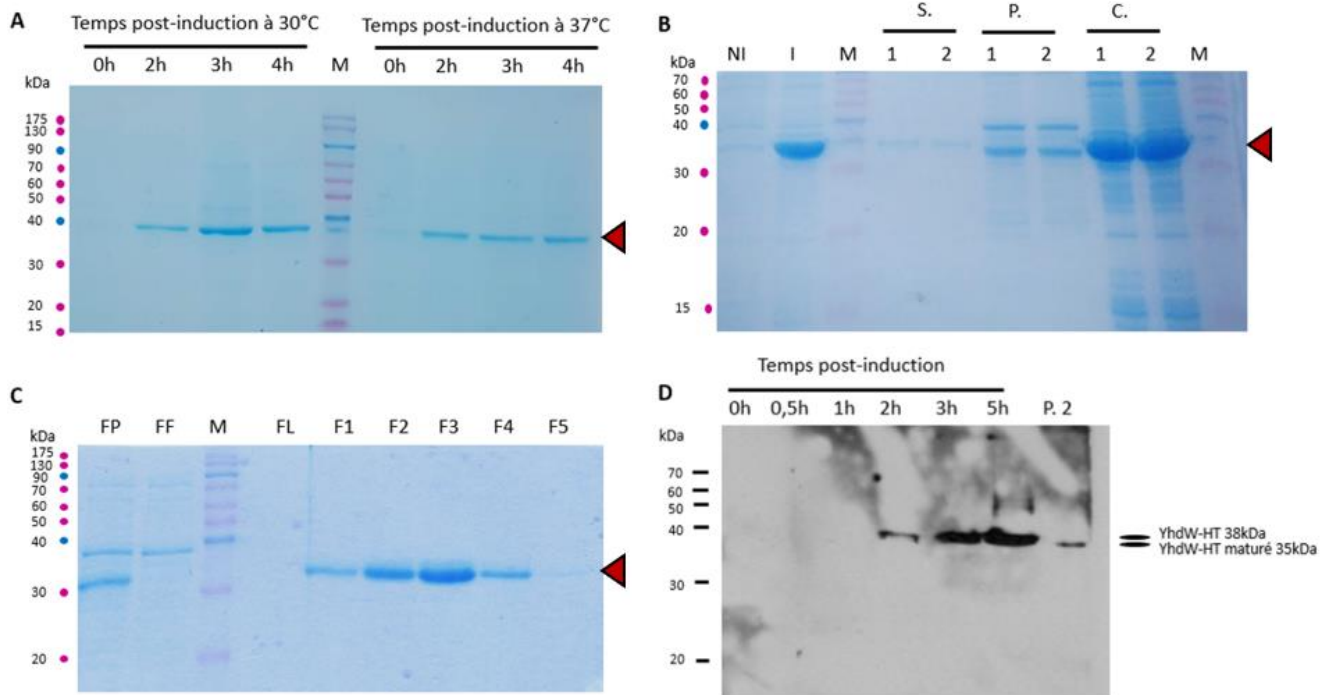 A
Temps post-induction à 30°C
Temps post-induction à 37°C
0h 2h 3h 4h M 0h 2h 3h 4h
kDa
175
130
90
70
60
50
40
30
20
15
B
S. P. C.
NI I M 1 2 1 2 1 2 M
kDa
70
60
50
40
30
20
15
C
FP FF M FL F1 F2 F3 F4 F5
kDa
175
130
90
70
60
50
40
30
20
Temps post-induction
D
0h 0,5h 1h 2h 3h 5h P. 2
kDa
70
60
50
40
30
20
YhdW-HT 38kDa
YhdW-HT maturé 35kDa